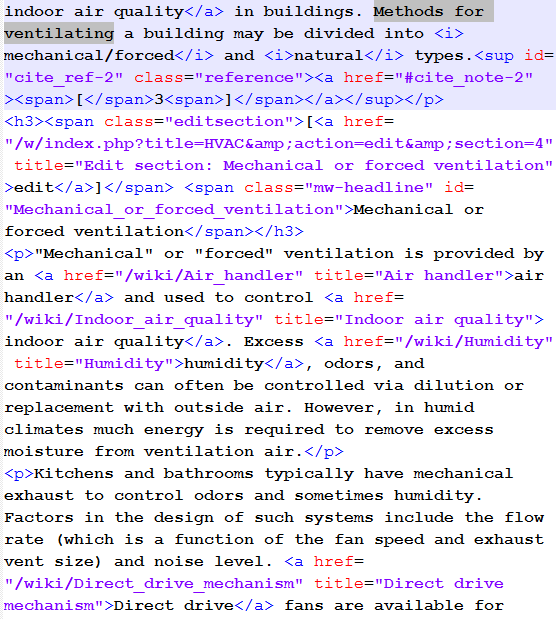 indoor air quality</a> in buildings. Methods for
ventilating a building may be divided into <i>
mechanical/forced</i> and <i>natural</i> types.<sup id=
"cite_ref-2" class="reference"><a href="#cite_note-2"
><span>[</span>3<span>]</span></a></sup></p>
<h3><span class="editsection">[<a href=
"/w/index.php?title=HVAC&amp;action=edit&amp;section=4"
title="Edit section: Mechanical or forced ventilation"
>edit</a>]</span> <span class="mw-headline" id=
"Mechanical_or_forced_ventilation">Mechanical or
forced ventilation</span></h3>
<p>"Mechanical" or "forced" ventilation is provided by
an <a href="/wiki/Air_handler" title="Air handler">air
handler</a> and used to control <a href=
"/wiki/Indoor_air_quality" title="Indoor air quality">
indoor air quality</a>. Excess <a href="/wiki/Humidity"
title="Humidity">humidity</a>, odors, and
contaminants can often be controlled via dilution or
replacement with outside air. However, in humid
climates much energy is required to remove excess
moisture from ventilation air.</p>
<p>Kitchens and bathrooms typically have mechanical
exhaust to control odors and sometimes humidity.
Factors in the design of such systems include the flow
rate (which is a function of the fan speed and exhaust
vent size) and noise level. <a href=
"/wiki/Direct_drive_mechanism" title="Direct drive
mechanism">Direct drive</a> fans are available for